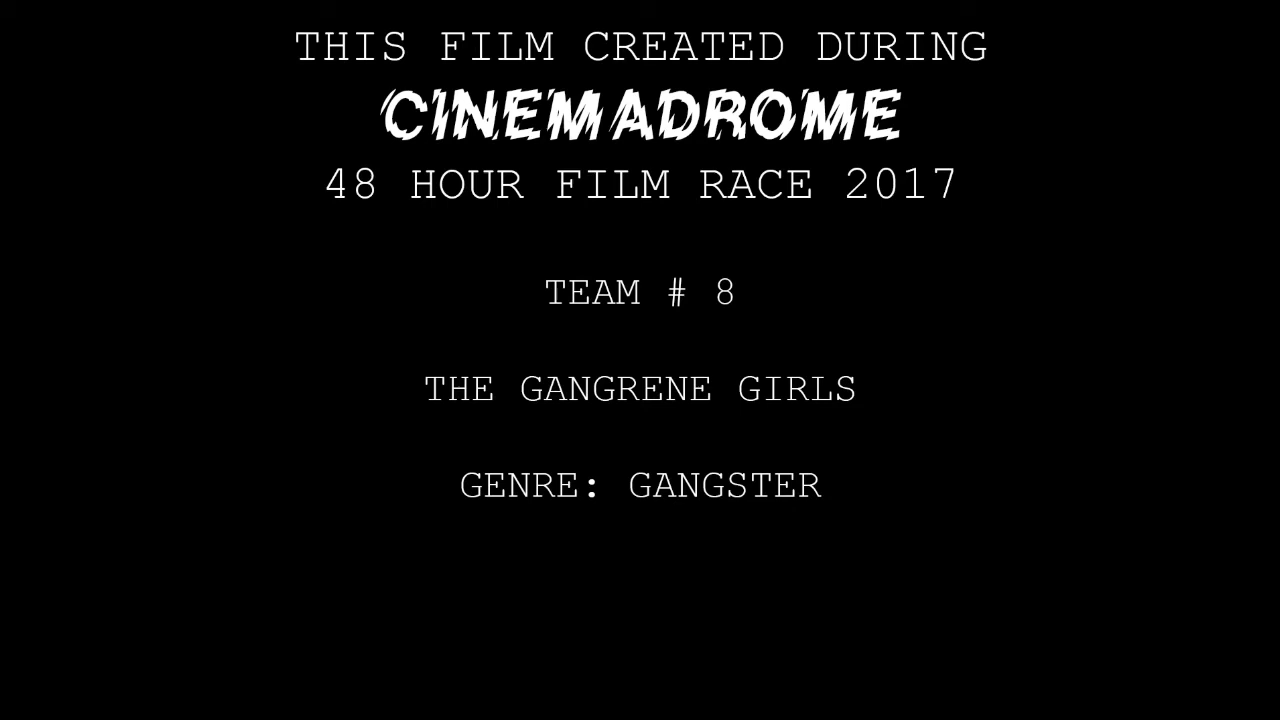 THIS FILM CREATED DURING
CINEMADROME
48 HOUR FILM RACE 2017
TEAM # 8
THE GANGRENE GIRLS
GENRE: GANGSTER